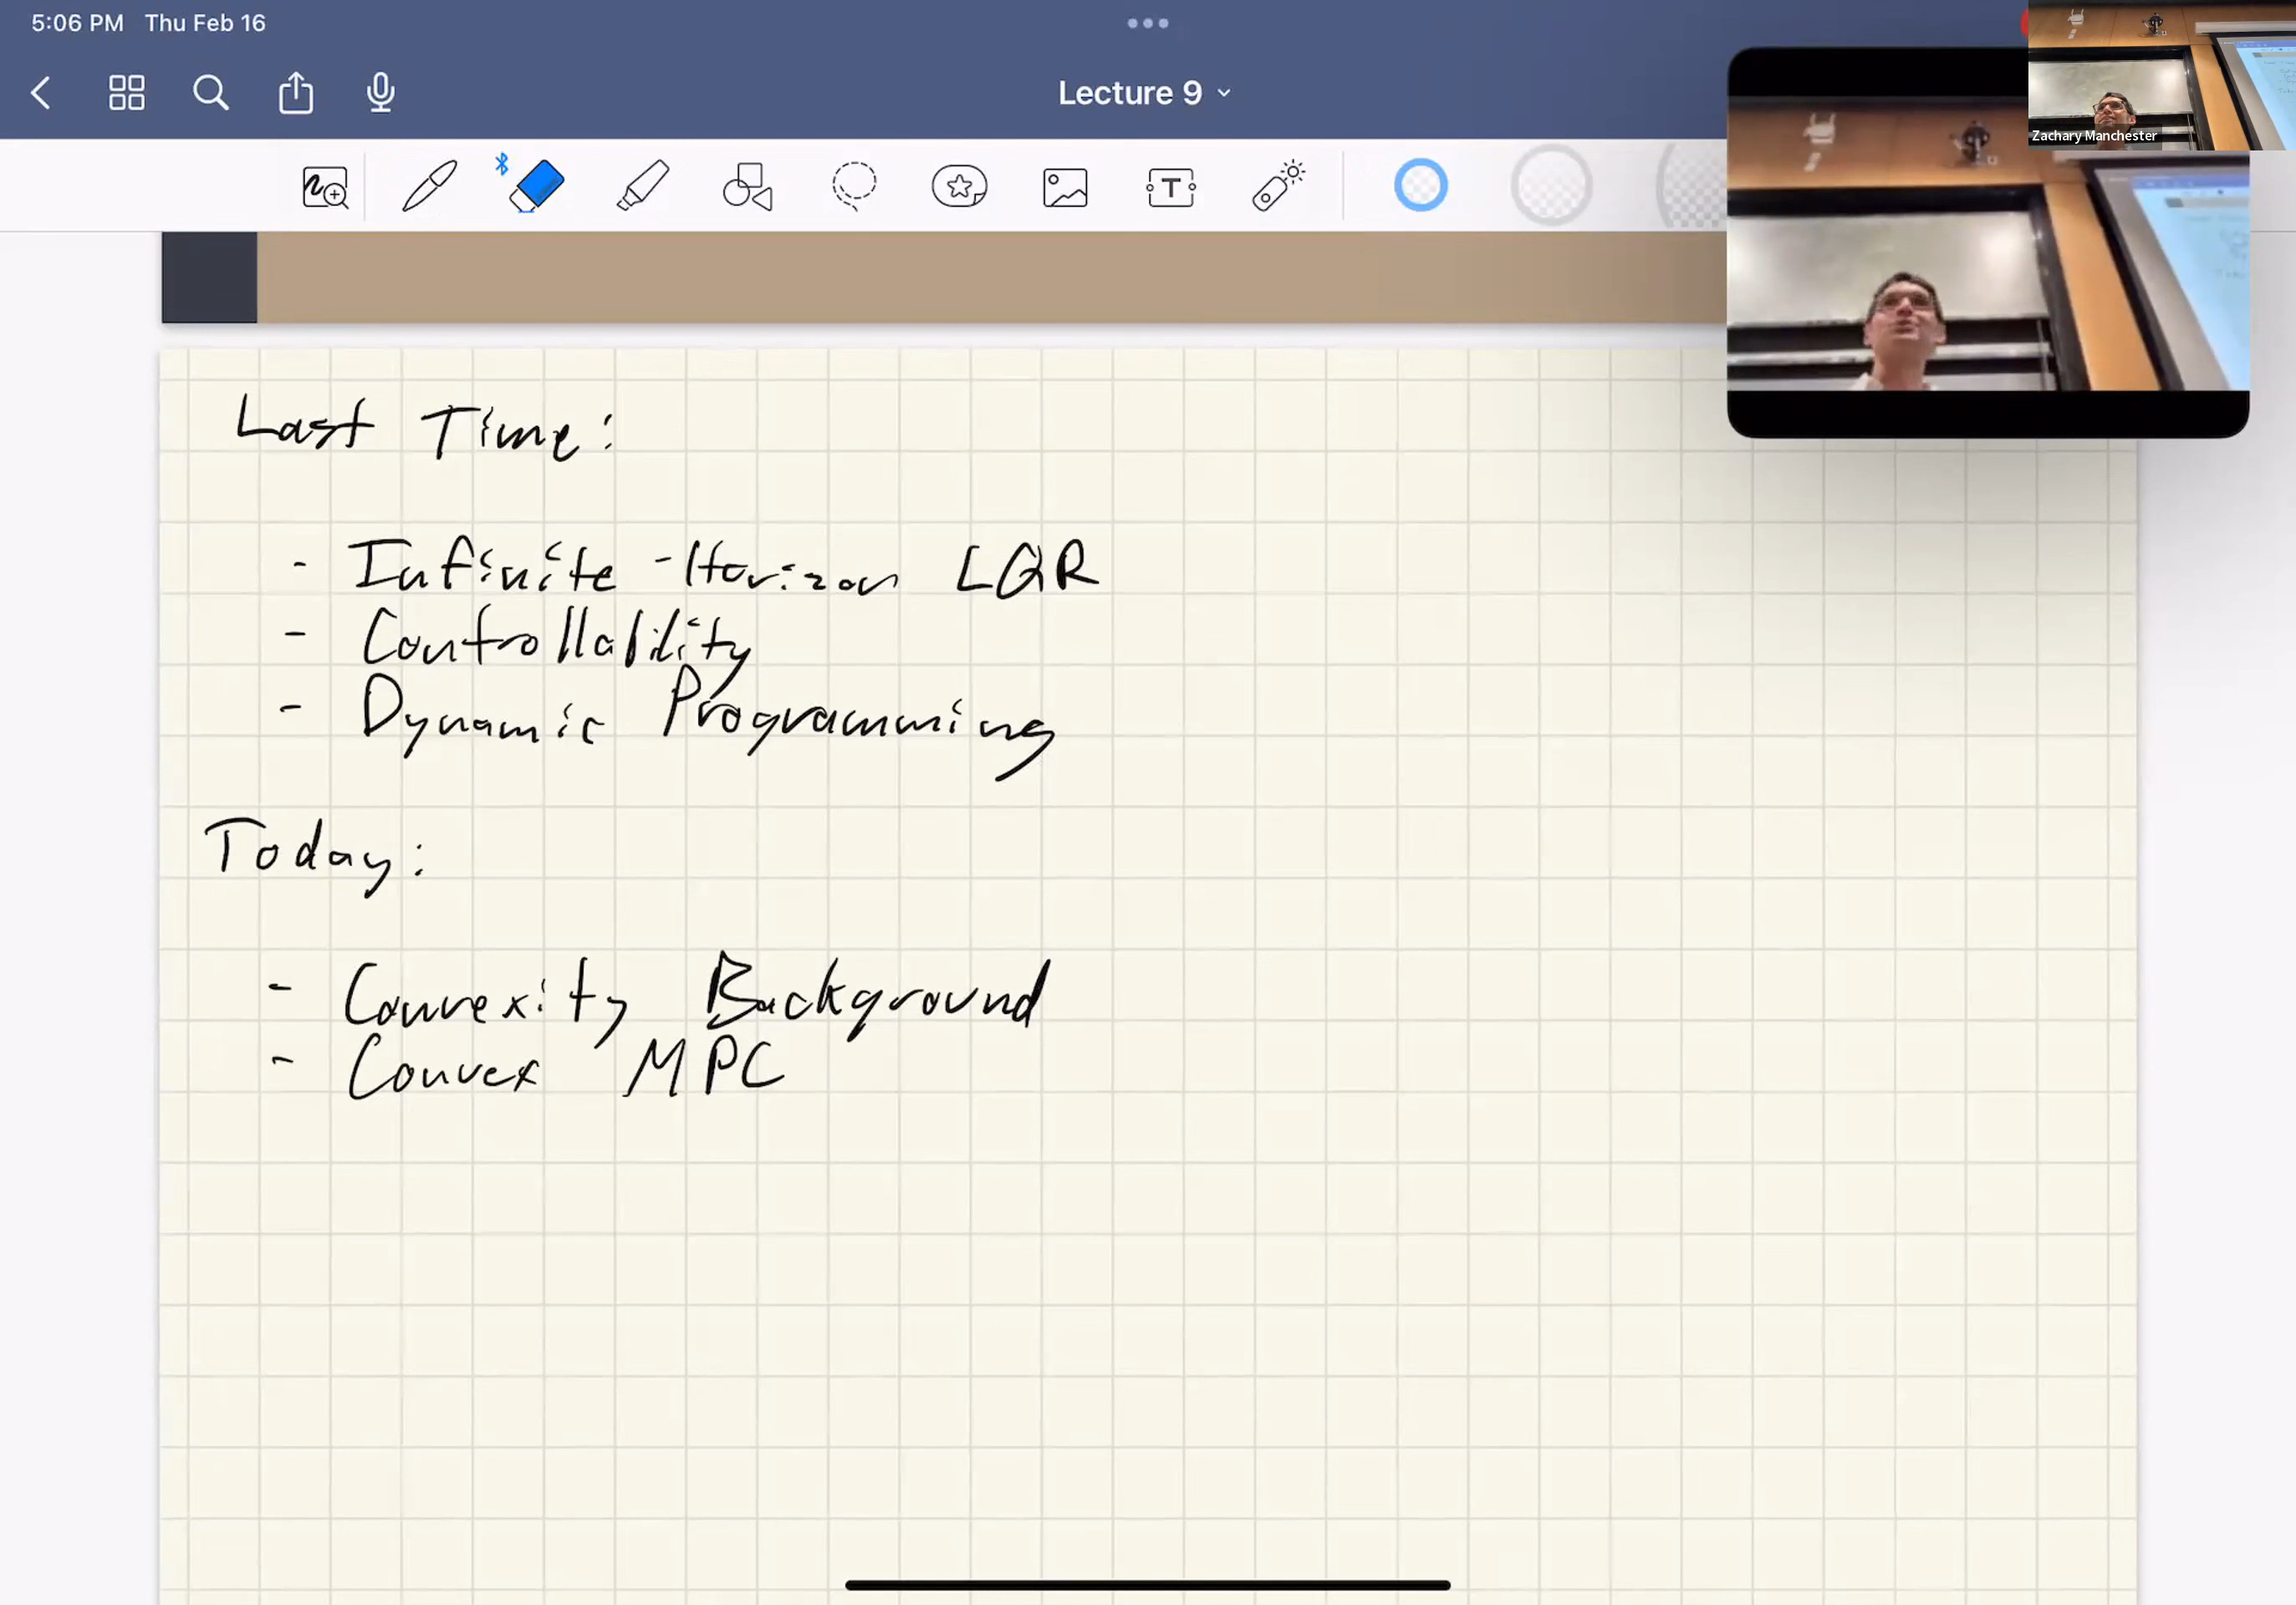 5:06 PM Thu Feb 16
Lecture 9
Zachary Manchester
T
Last Time:
- Infinite-Horizon LQR
- Controllability
- Dynamic Programming
Today:
- Convexity Background
- Convex MPC